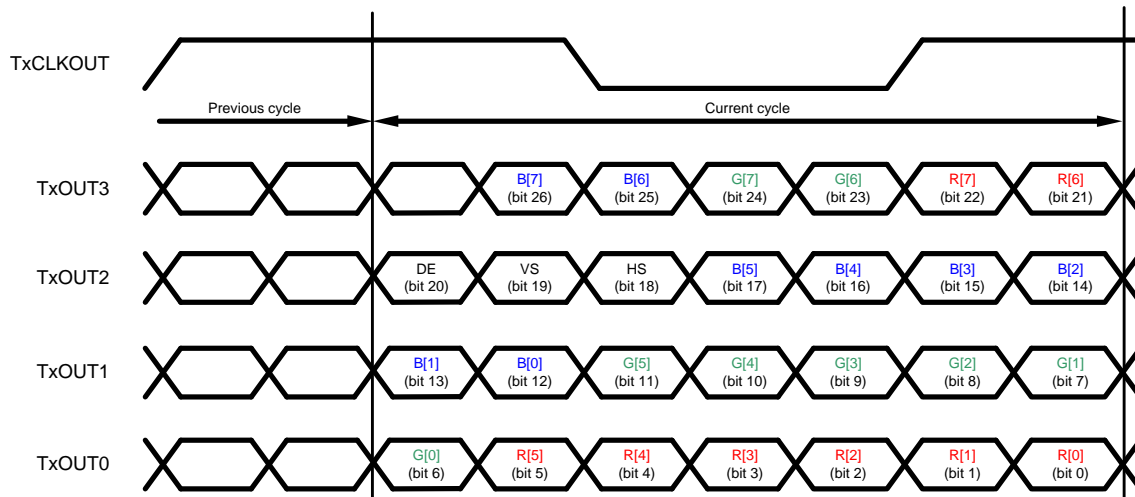 TxCLKOUT
Previous cycle
Current cycle
TxOUT3
B[7] B[6] G[7] G[6] R[7] R[6]
(bit 26) (bit 25) (bit 24) (bit 23) (bit 22) (bit 21)
TxOUT2
DE VS HS B[5] B[4] B[3] B[2]
(bit 20) (bit 19) (bit 18) (bit 17) (bit 16) (bit 15) (bit 14)
TxOUT1
B[1] B[0] G[5] G[4] G[3] G[2] G[1]
(bit 13) (bit 12) (bit 11) (bit 10) (bit 9) (bit 8) (bit 7)
TxOUT0
G[0] R[5] R[4] R[3] R[2] R[1] R[0]
(bit 6) (bit 5) (bit 4) (bit 3) (bit 2) (bit 1) (bit 0)